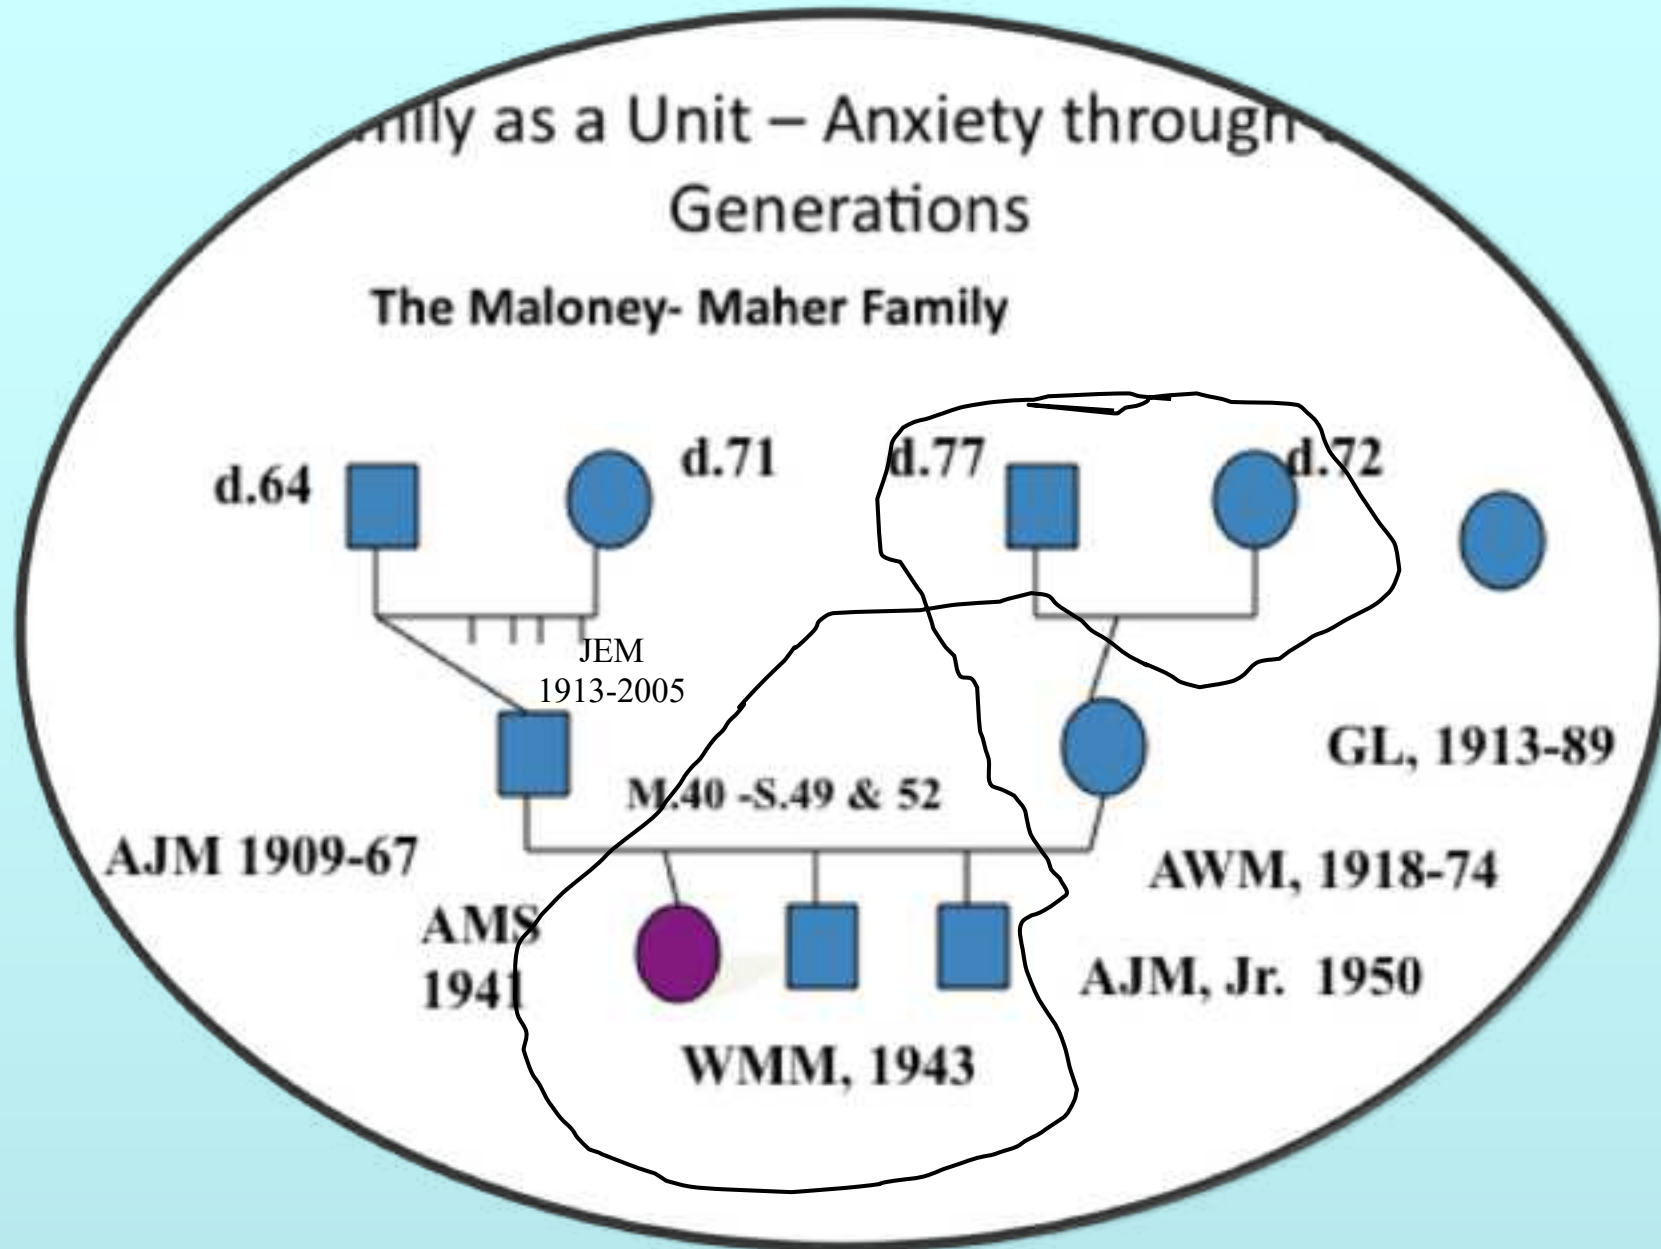 as a Unit – Anxiety through
Generations
The Maloney- Maher Family
d.64
d.71
d.77
d.72
JEM
1913-2005
GL, 1913-89
M.40 -S.49 & 52
AJM 1909-67
AWM, 1918-74
AMS
1941
AJM, Jr. 1950
WMM, 1943